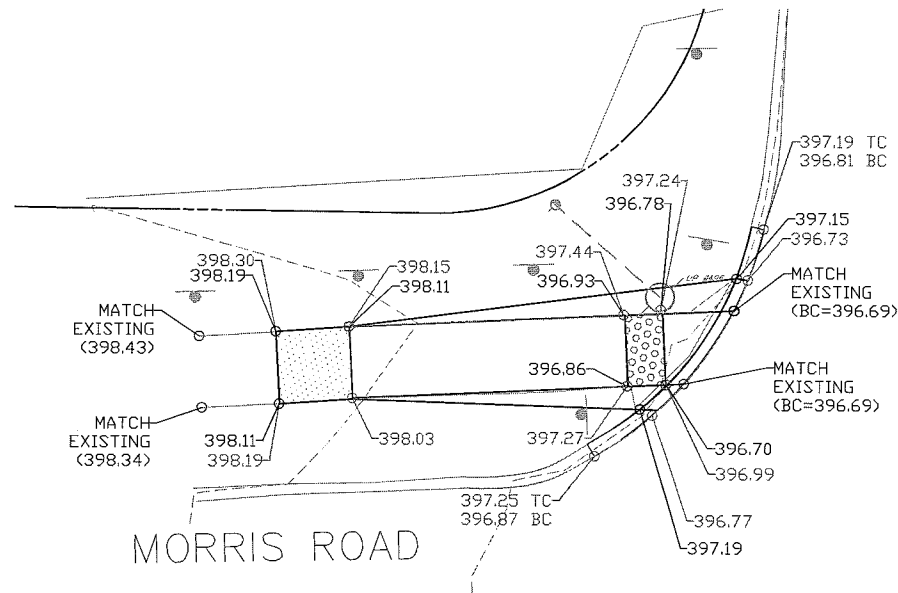 397.19 TC
396.81 BC
397.24
396.78
397.15
396.73
397.44
396.93
398.30
398.19
398.15
398.11
MATCH
EXISTING
(BC=396.69)
MATCH
EXISTING
(398.43)
396.86
MATCH
EXISTING
(BC=396.69)
MATCH
EXISTING
(398.34)
398.11
398.19
398.03
397.27
396.70
396.99
397.25 TC
396.87 BC
396.77
397.19
MORRIS ROAD